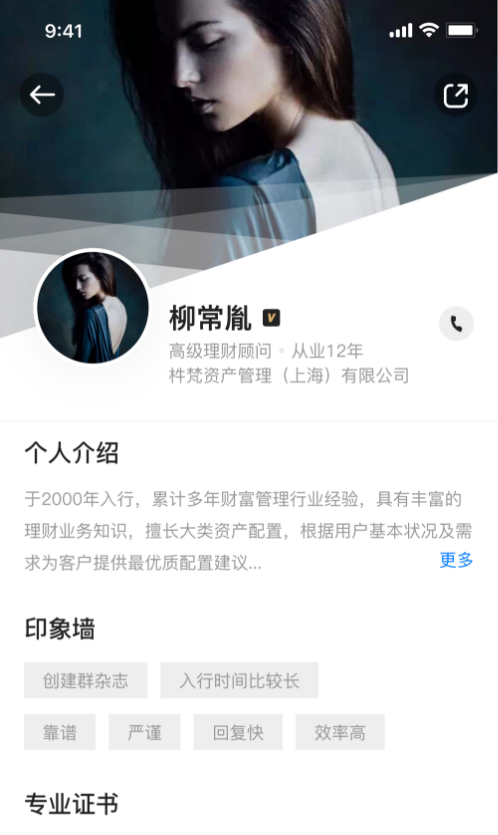 9:41
柳常胤
高级理财顾问 · 从业12年
杵梵资产管理（上海）有限公司
个人介绍
于2000年入行，累计多年财富管理行业经验，具有丰富的
理财业务知识，擅长大类资产配置，根据用户基本状况及需
求为客户提供最优质配置建议... 更多
印象墙
创建群杂志 入行时间比较长
靠谱 严谨 回复快 效率高
专业证书